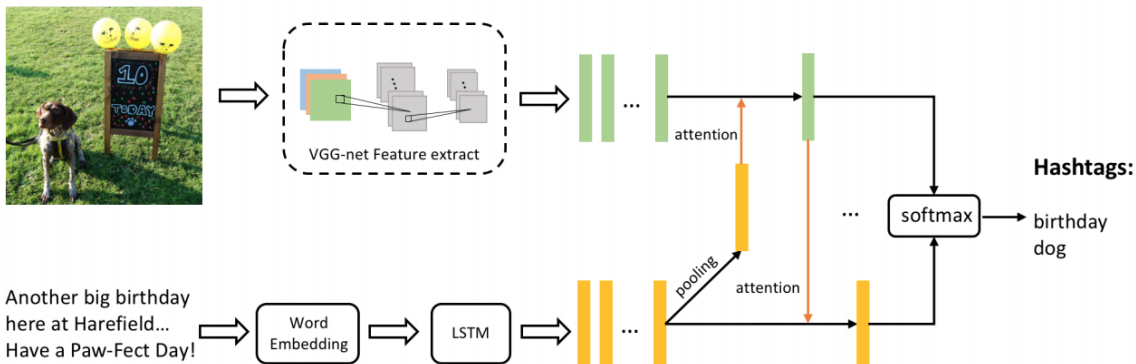 10
TODAY
VGG-net Feature extract
...
attention
Hashtags:
...
softmax
birthday
dog
pooling
attention
Another big birthday
here at Harefield...
Have a Paw-Fect Day!
Word
Embedding
LSTM
...